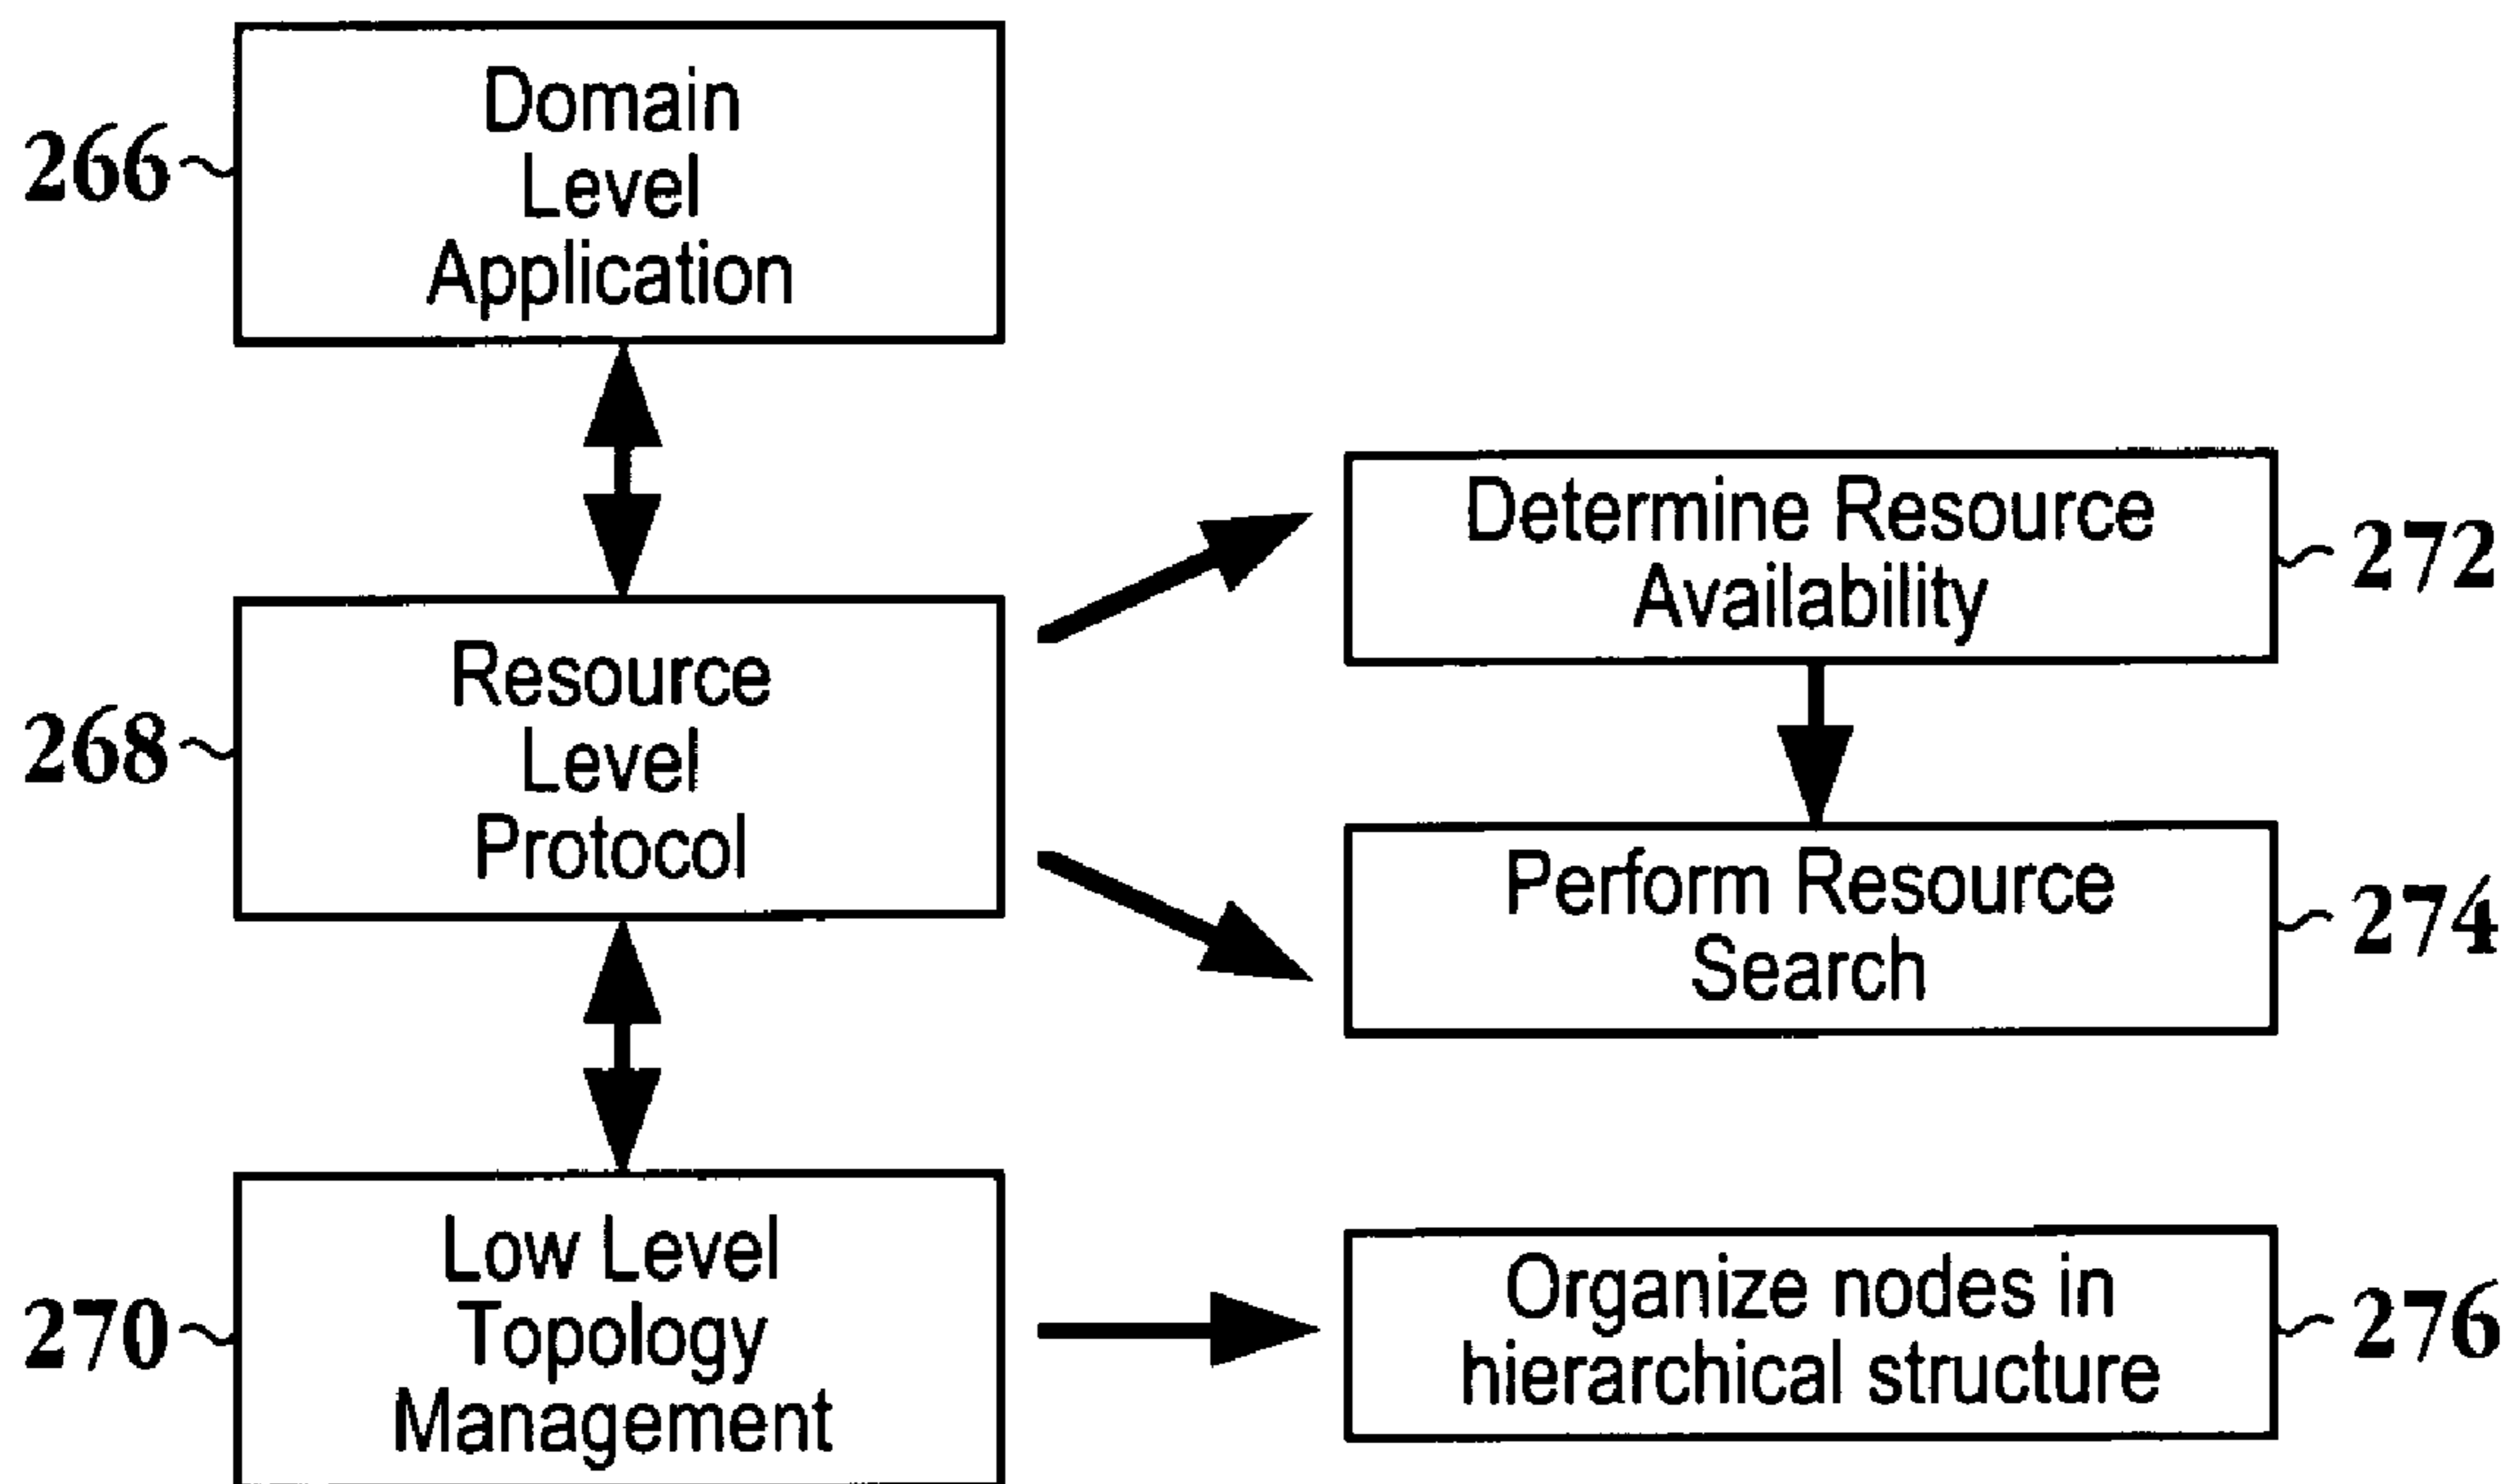 Domain
Level
Application
266
Resource
Level
Protocol
268
Low Level
Topology
Management
270
Determine Resource
Availability
272
Perform Resource
Search
274
Organize nodes in
hierarchical structure
276